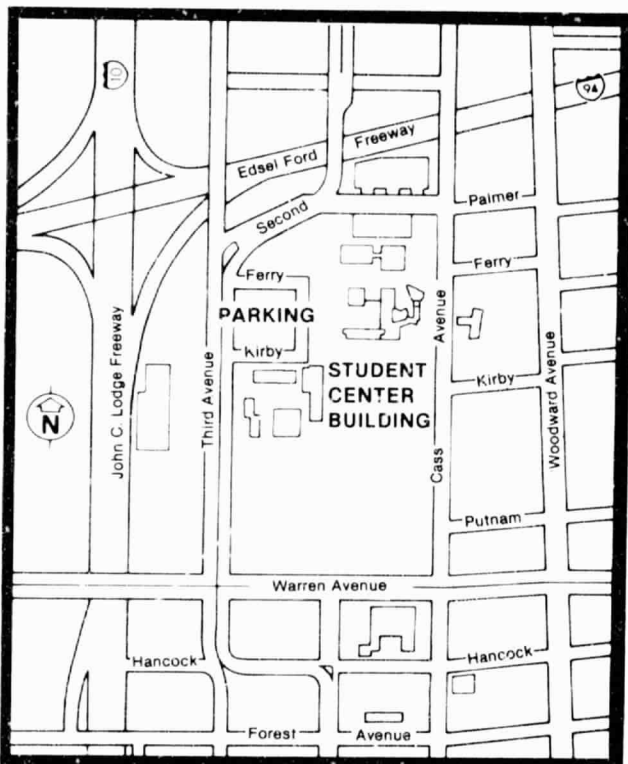 10
94
Edsel Ford Freeway
Second
Palmer
Ferry
Ferry
PARKING
Kirby
STUDENT
CENTER
BUILDING
Kirby
John C. Lodge Freeway
Third Avenue
Cass Avenue
Woodward Avenue
N
Putnam
Warren Avenue
Hancock
Hancock
Forest Avenue